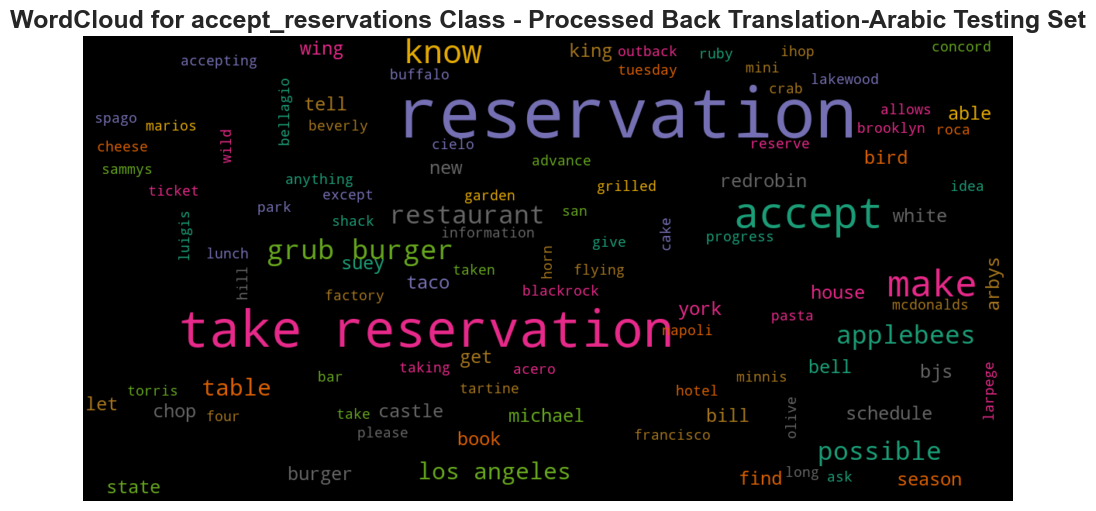 WordCloud for accept_reservations Class - Processed Back Translation-Arabic Testing Set
wing know king outback ruby ihop concord
accepting buffalo tuesday mini lakewood
crab
bellagio tell reservation allows able
spago marios beverly brooklyn roca
cheese wild cielo reserve
sammys new advance bird
ticket anything except garden grilled redrobin idea
park shack restaurant san accept white
luigis information give cake progress
lunch grub burger suey taken horn flying make arbys
hill factory taco blackrock house mcdonalds
take reservation york napoli pasta applebees
get
taking acero bell bjs
torris table bar tartine hotel minnis larpege
let chop four take castle michael bill olive schedule
please book francisco possible
burger los angeles find long ask season
state